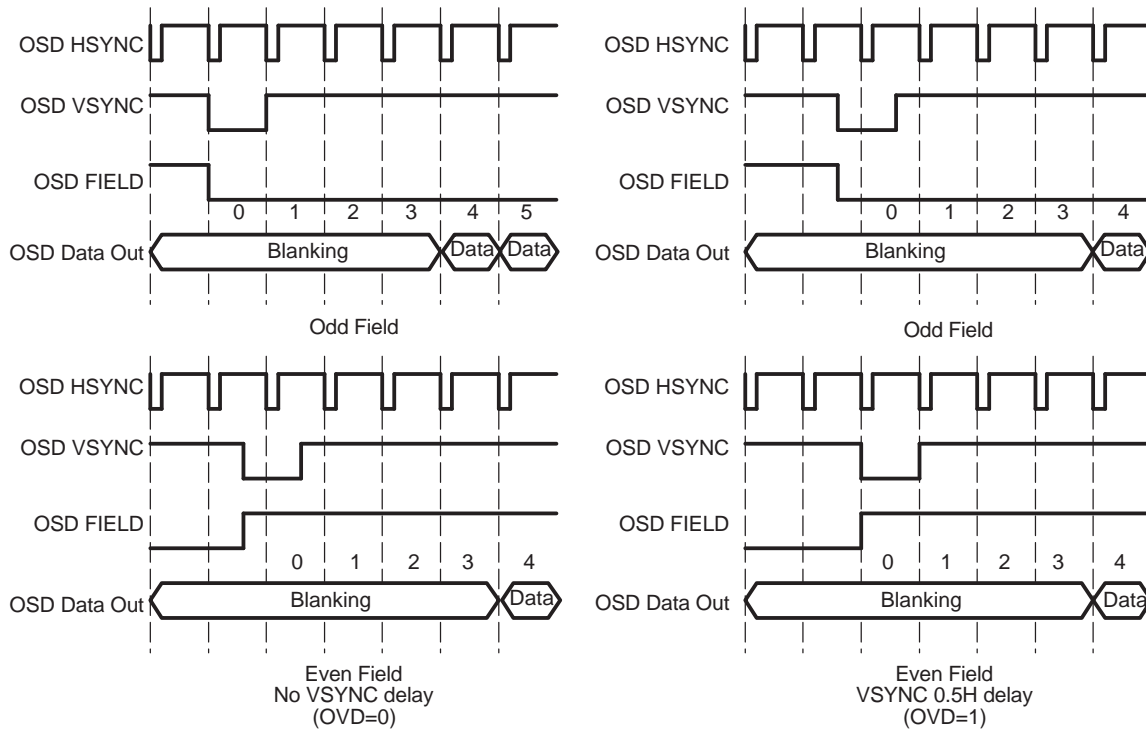 OSD HSYNC
OSD VSYNC
OSD FIELD
0 1 2 3 4 5
OSD Data Out Blanking Data Data
Odd Field
OSD HSYNC
OSD VSYNC
OSD FIELD
0 1 2 3 4
OSD Data Out Blanking Data
Odd Field
OSD HSYNC
OSD VSYNC
OSD FIELD
0 1 2 3 4
OSD Data Out Blanking Data
Even Field
No VSYNC delay
(OVD=0)
OSD HSYNC
OSD VSYNC
OSD FIELD
0 1 2 3 4
OSD Data Out Blanking Data
Even Field
VSYNC 0.5H delay
(OVD=1)